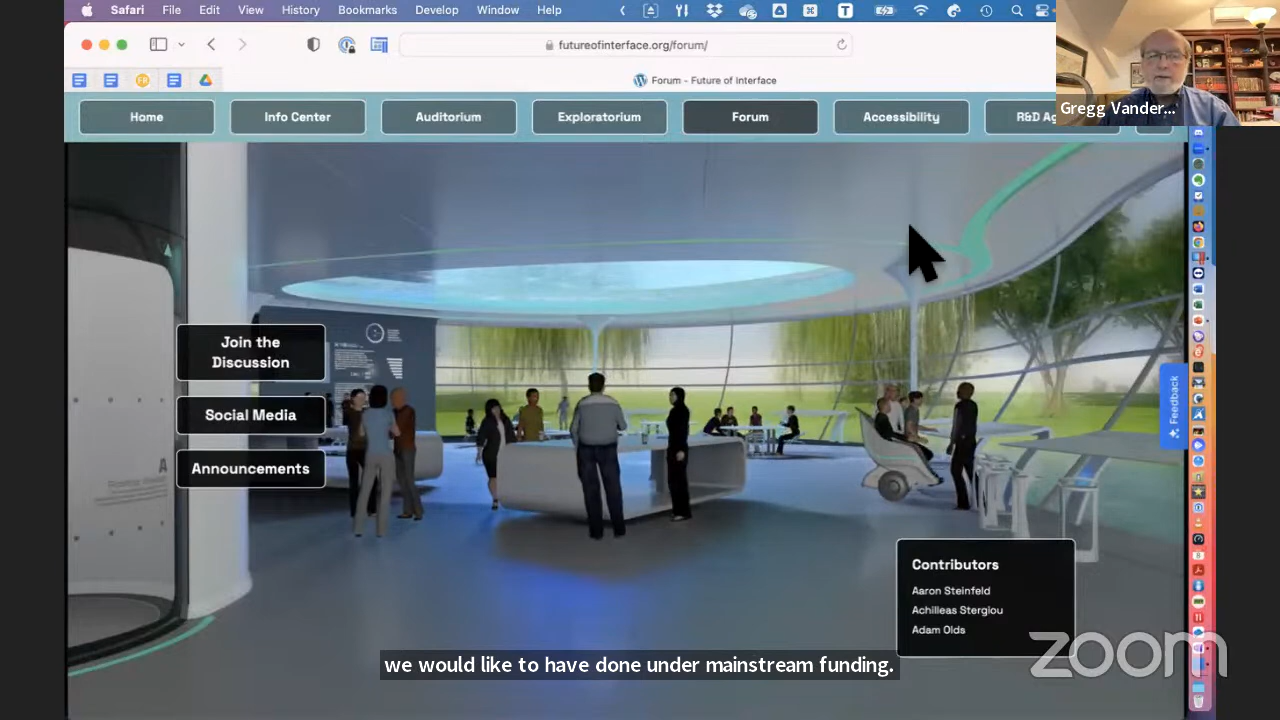 Safari File Edit View History Bookmarks Develop Window Help
futureofinterface.org/forum/
Forum – Future of Interface
Home
Info Center
Auditorium
Exploratorium
Forum
Accessibility
R&D Ag
Gregg Vander...
Join the
Discussion
Social Media
Announcements
Feedback
Contributors
Aaron Steinfeld
Achilleas Stergiou
Adam Olds
zoom
we would like to have done under mainstream funding.